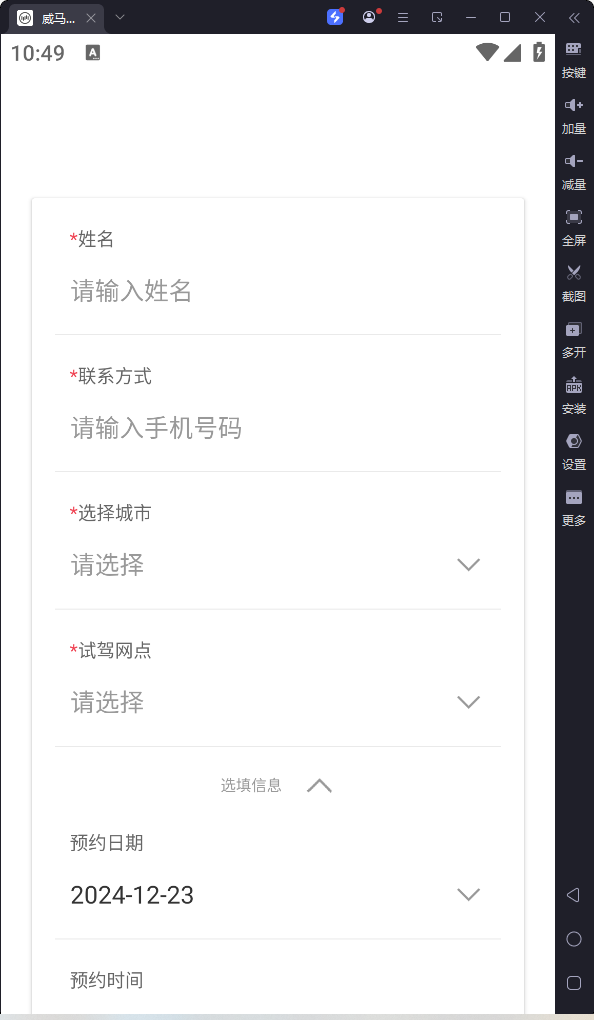 威马...
10:49
A
按键
加量
减量
全屏
截图
多开
APK
安装
设置
更多
*姓名
请输入姓名
*联系方式
请输入手机号码
*选择城市
请选择
*试驾网点
请选择
选填信息
预约日期
2024-12-23
预约时间